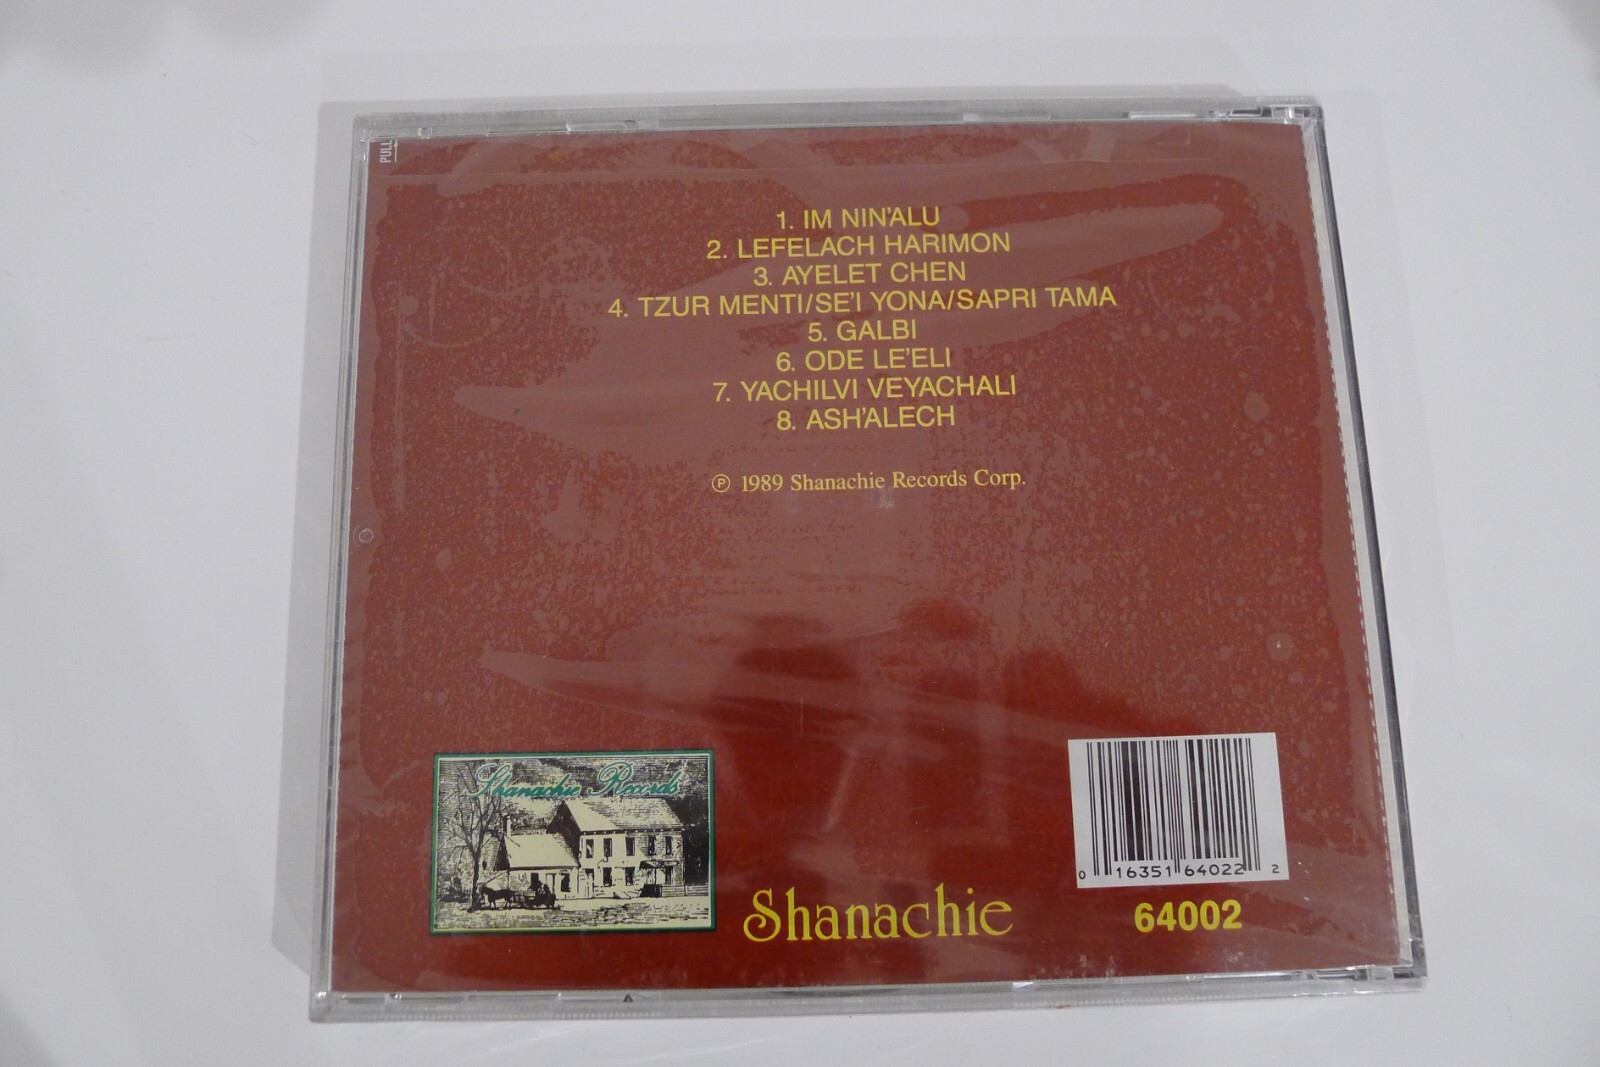 PULL
1. IM NIN'ALU
2. LEFELACH HARIMON
3. AYELET CHEN
4. TZUR MENTI/SE'I YONA/SAPRI TAMA
5. GALBI
6. ODE LE'ELI
7. YACHILVI VEYACHALI
8. ASH'ALECH
℗ 1989 Shanachie Records Corp.
Shanachie Records
Shanachie
0 16351 64022 2
64002